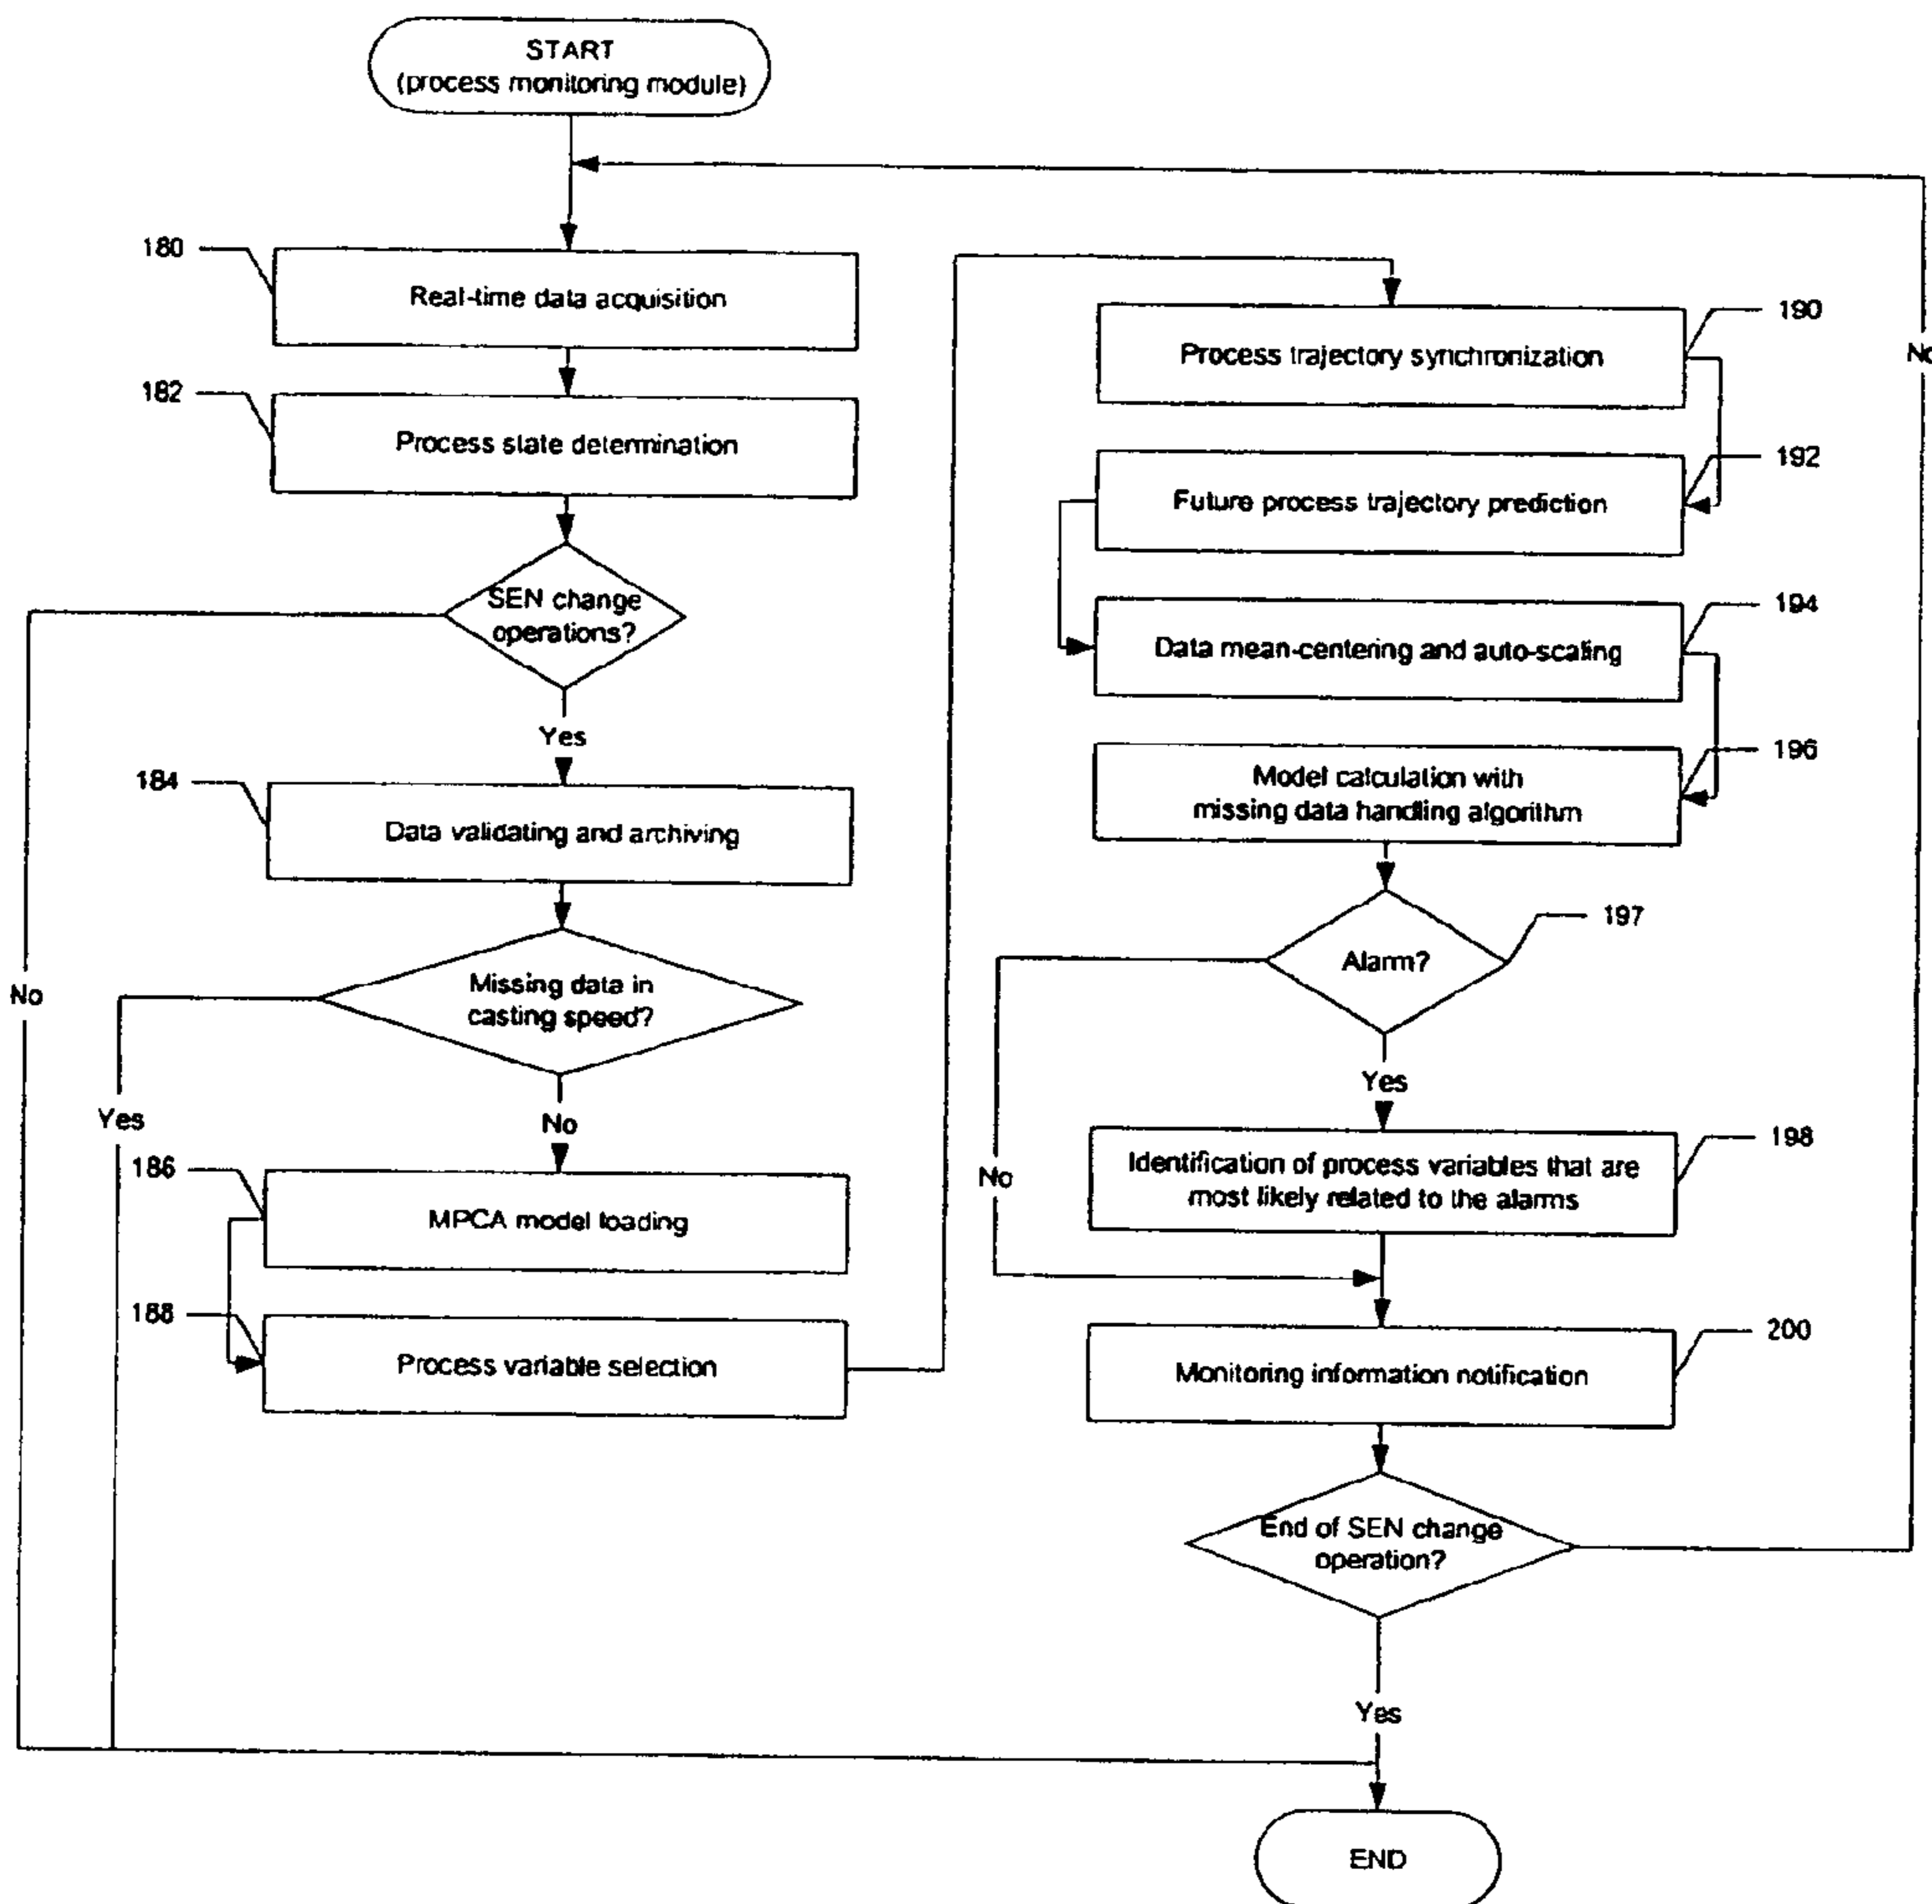 START
(process monitoring module)
180
Real-time data acquisition
182
Process state determination
SEN change
operations?
No
Yes
184
Data validating and archiving
Missing data in
casting speed?
Yes
No
186
MPCA model loading
188
Process variable selection
190
Process trajectory synchronization
No
192
Future process trajectory prediction
194
Data mean-centering and auto-scaling
196
Model calculation with
missing data handling algorithm
197
Alarm?
Yes
No
198
Identification of process variables that are
most likely related to the alarms
200
Monitoring information notification
End of SEN change
operation?
Yes
END